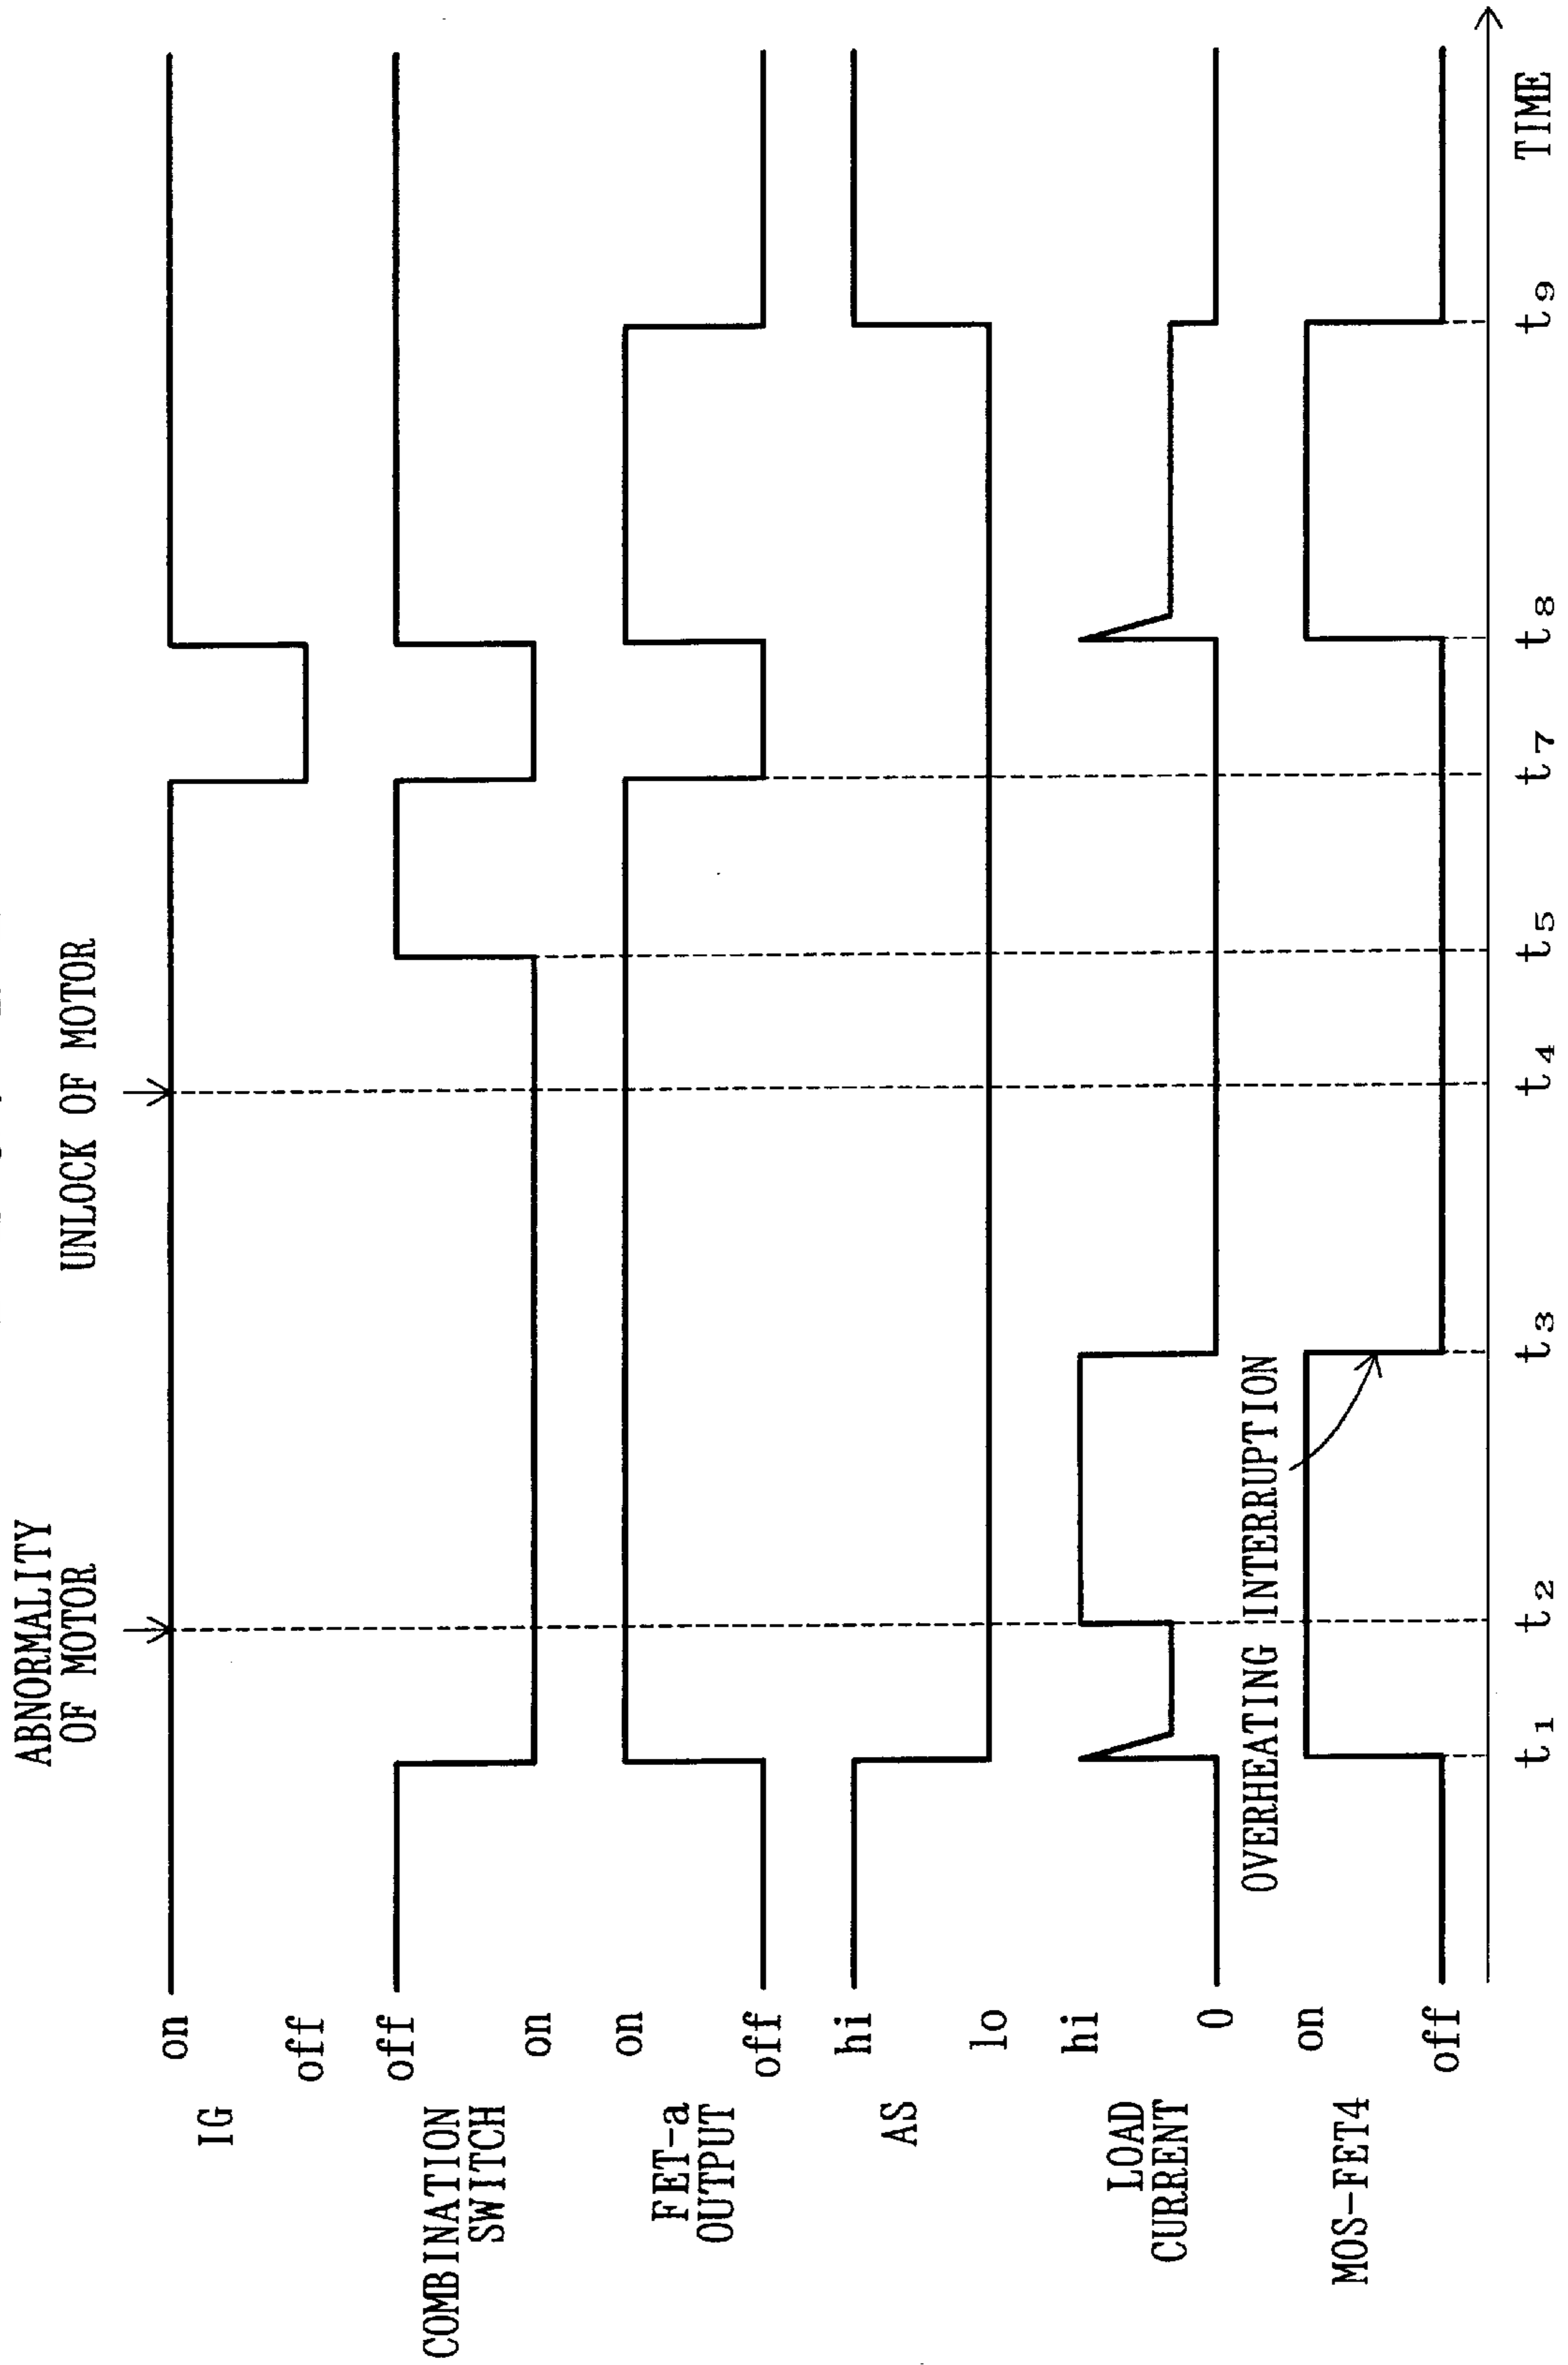 ABNORMALITY
OF MOTOR
UNLOCK OF MOTOR
IG
on
off
COMBINATION
SWITCH
off
on
FET-a
OUTPUT
on
off
AS
hi
lo
LOAD
CURRENT
hi
0
OVERHEATING INTERRUPTION
MOS-FET4
on
off
t1 t2 t3 t4 t5 t7 t8 t9 TIME